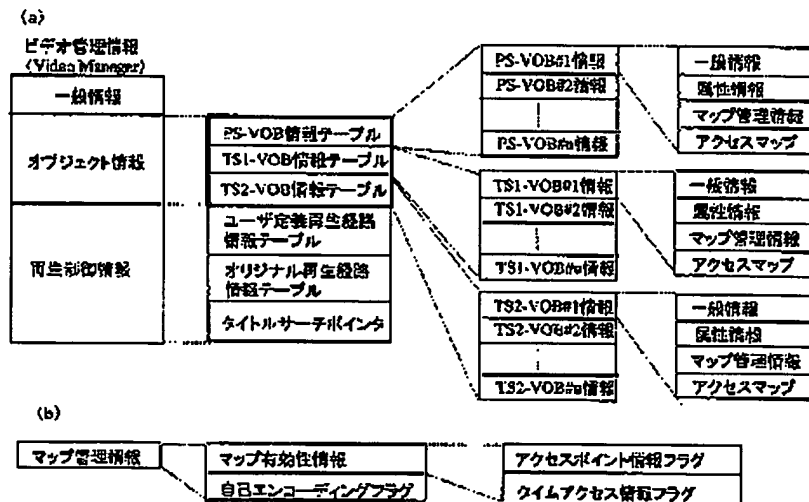 (a)
ビデオ管理情報
(Video Manager)
一般情報
オブジェクト情報
再生制御情報
PS-VOB情報テーブル
TS1-VOB情報テーブル
TS2-VOB情報テーブル
ユーザ定義再生経路
情報テーブル
オリジナル再生経路
情報テーブル
タイトルサーチポインタ
PS-VOB#1情報
PS-VOB#2情報
PS-VOB#n情報
一般情報
属性情報
マップ管理情報
アクセスマップ
TS1-VOB#1情報
TS1-VOB#2情報
TS1-VOB#n情報
一般情報
属性情報
マップ管理情報
アクセスマップ
TS2-VOB#1情報
TS2-VOB#2情報
TS2-VOB#n情報
一般情報
属性情報
マップ管理情報
アクセスマップ
(b)
マップ管理情報
マップ有効性情報
自己エンコーディングフラグ
アクセスポイント情報フラグ
タイムアクセス情報フラグ